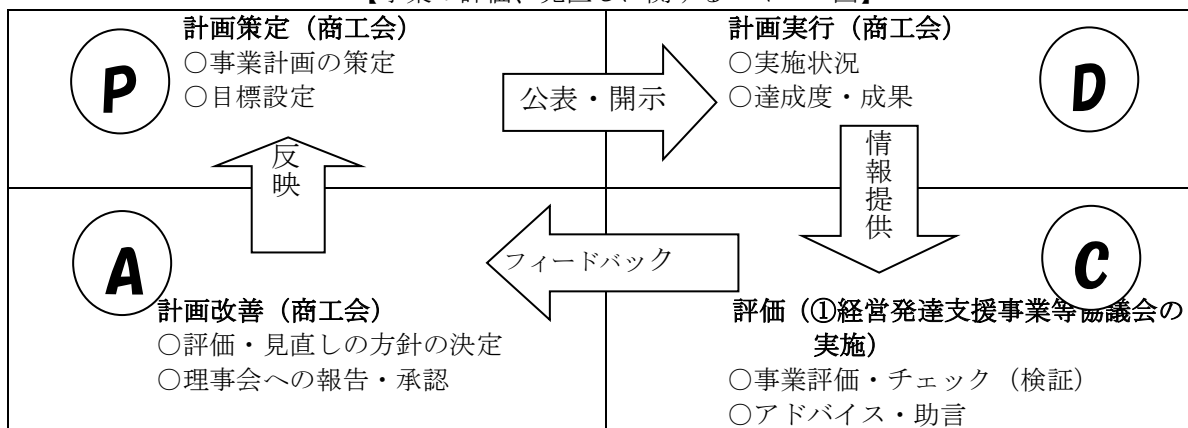 計画策定（商工会）
○事業計画の策定
○目標設定
P
公表・開示
計画実行（商工会）
○実施状況
○達成度・成果
D
反映
情報提供
A
フィードバック
C
計画改善（商工会）
○評価・見直しの方針の決定
○理事会への報告・承認
評価（①経営発達支援事業等協議会の
実施）
○事業評価・チェック（検証）
○アドバイス・助言